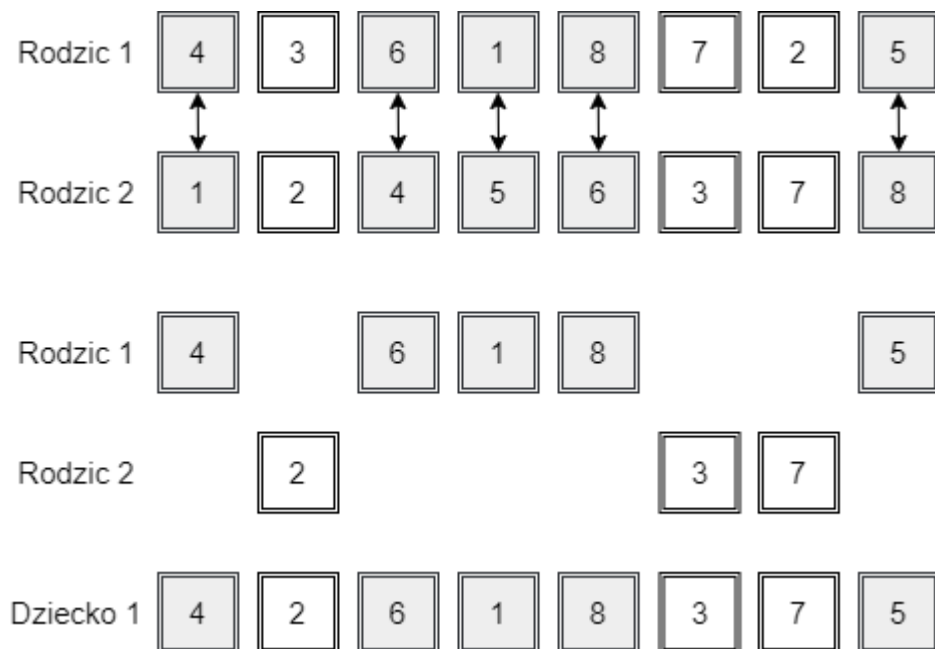 Rodzic 1 4 3 6 1 8 7 2 5
Rodzic 2 1 2 4 5 6 3 7 8
Rodzic 1 4 6 1 8 5
Rodzic 2 2 3 7
Dziecko 1 4 2 6 1 8 3 7 5